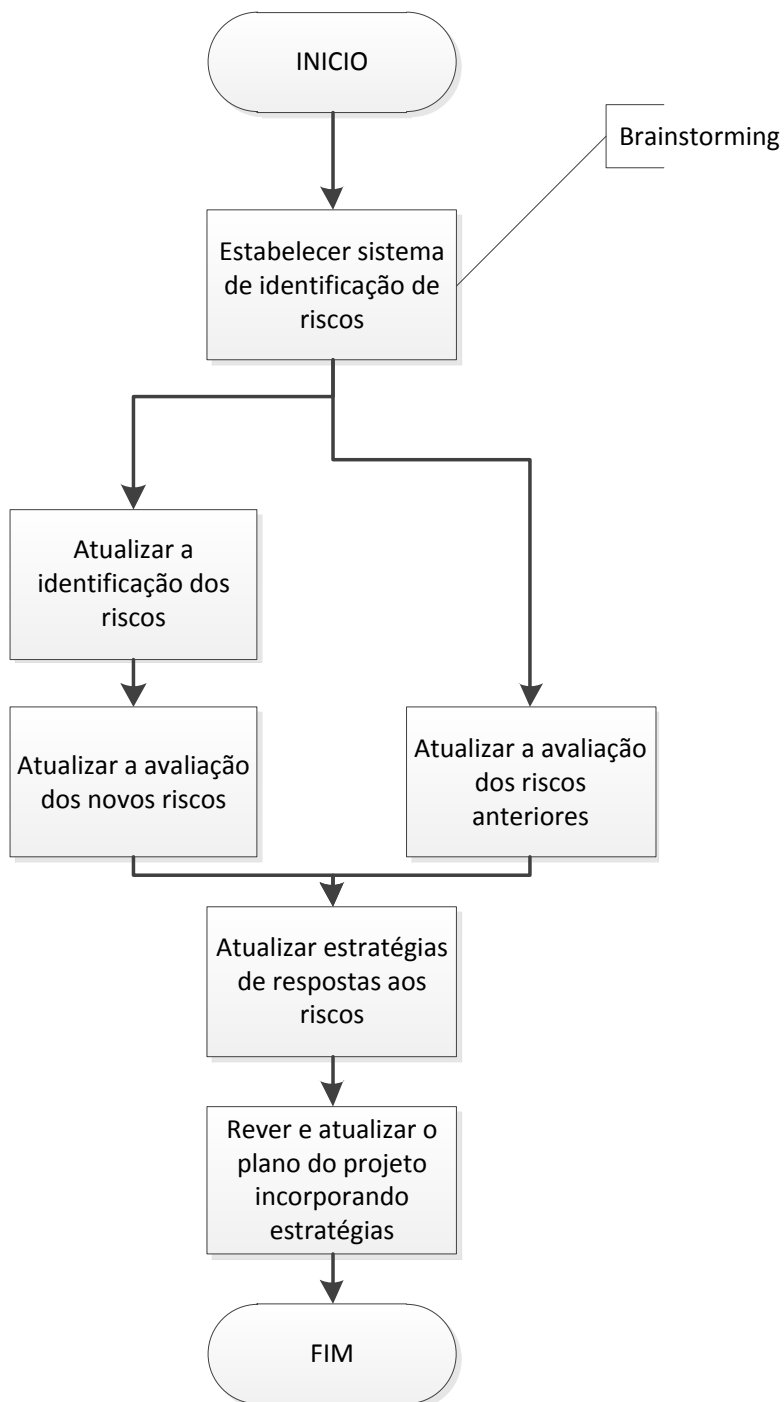 INICIO
Brainstorming
Estabelecer sistema
de identificação de
riscos
Atualizar a
identificação dos
riscos
Atualizar a avaliação
dos novos riscos
Atualizar a avaliação
dos riscos
anteriores
Atualizar estratégias
de respostas aos
riscos
Rever e atualizar o
plano do projeto
incorporando
estratégias
FIM